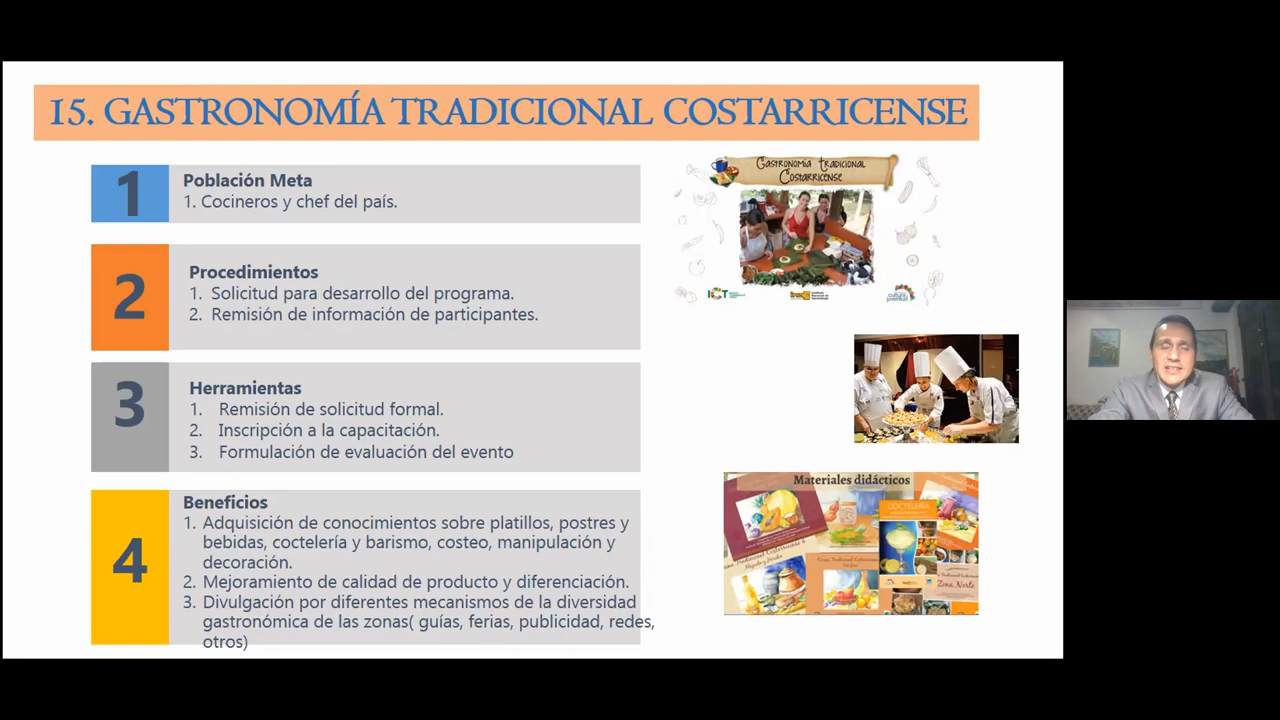 15. GASTRONOMÍA TRADICIONAL COSTARRICENSE
1
Población Meta
1. Cocineros y chef del país.
2
Procedimientos
1. Solicitud para desarrollo del programa.
2. Remisión de información de participantes.
3
Herramientas
1. Remisión de solicitud formal.
2. Inscripción a la capacitación.
3. Formulación de evaluación del evento
4
Beneficios
1. Adquisición de conocimientos sobre platillos, postres y
bebidas, coctelería y barismo, costeo, manipulación y
decoración.
2. Mejoramiento de calidad de producto y diferenciación.
3. Divulgación por diferentes mecanismos de la diversidad
gastronómica de las zonas( guías, ferias, publicidad, redes,
otros)
Gastronomía Tradicional
Costarricense
ICT
Materiales didácticos
COCTELERÍA
Zona Norte